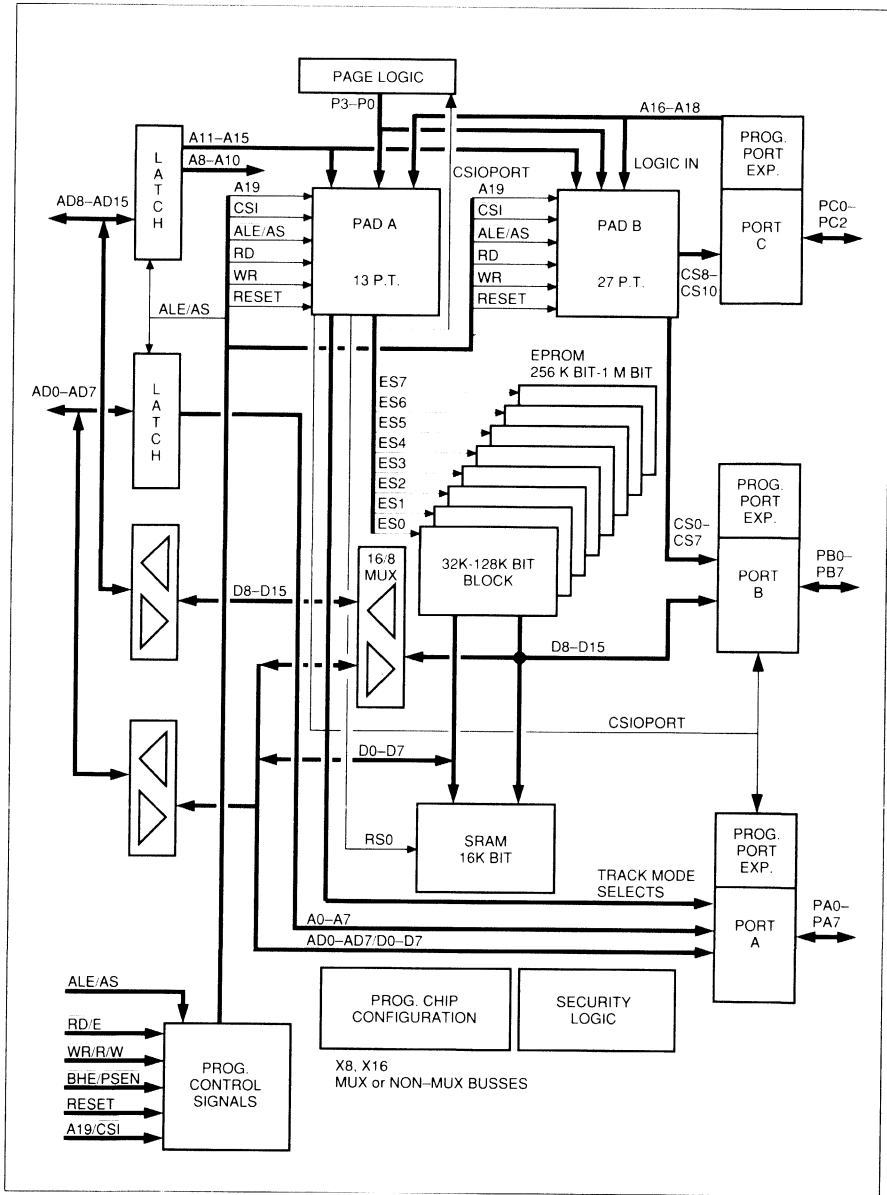 PAGE LOGIC
P3–P0
A16–A18
A11–A15
A8–A10
LATCH
AD8–AD15
CSIOPORT
LOGIC IN
PROG.
PORT
EXP.
PORT
C
PC0–
PC2
A19
CSI
ALE/AS
RD
WR
RESET
PAD A
13 P.T.
A19
CSI
ALE/AS
RD
WR
RESET
PAD B
27 P.T.
CS8–
CS10
ALE/AS
AD0–AD7
LATCH
EPROM
256 K BIT-1 M BIT
ES7
ES6
ES5
ES4
ES3
ES2
ES1
ES0
32K-128K BIT
BLOCK
16/8
MUX
CS0–
CS7
PROG.
PORT
EXP.
PORT
B
PB0–
PB7
D8–D15
D8–D15
CSIOPORT
D0–D7
RS0
SRAM
16K BIT
TRACK MODE
SELECTS
PROG.
PORT
EXP.
PORT
A
PA0–
PA7
A0–A7
AD0–AD7/D0–D7
ALE/AS
RD/E
WR/R/W
BHE/PSEN
RESET
A19/CSI
PROG.
CONTROL
SIGNALS
PROG. CHIP
CONFIGURATION
SECURITY
LOGIC
X8, X16
MUX or NON–MUX BUSSES